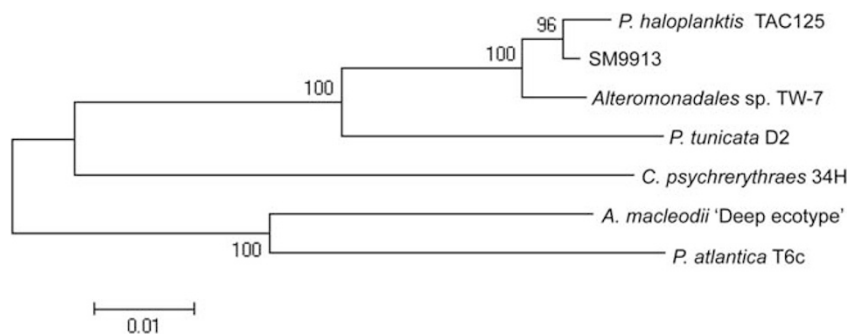 96
P. haloplanktis TAC125
100
SM9913
100
Alteromonadales sp. TW-7
P. tunicata D2
C. psychrerythraes 34H
A. macleodii ‘Deep ecotype’
100
P. atlantica T6c
0.01